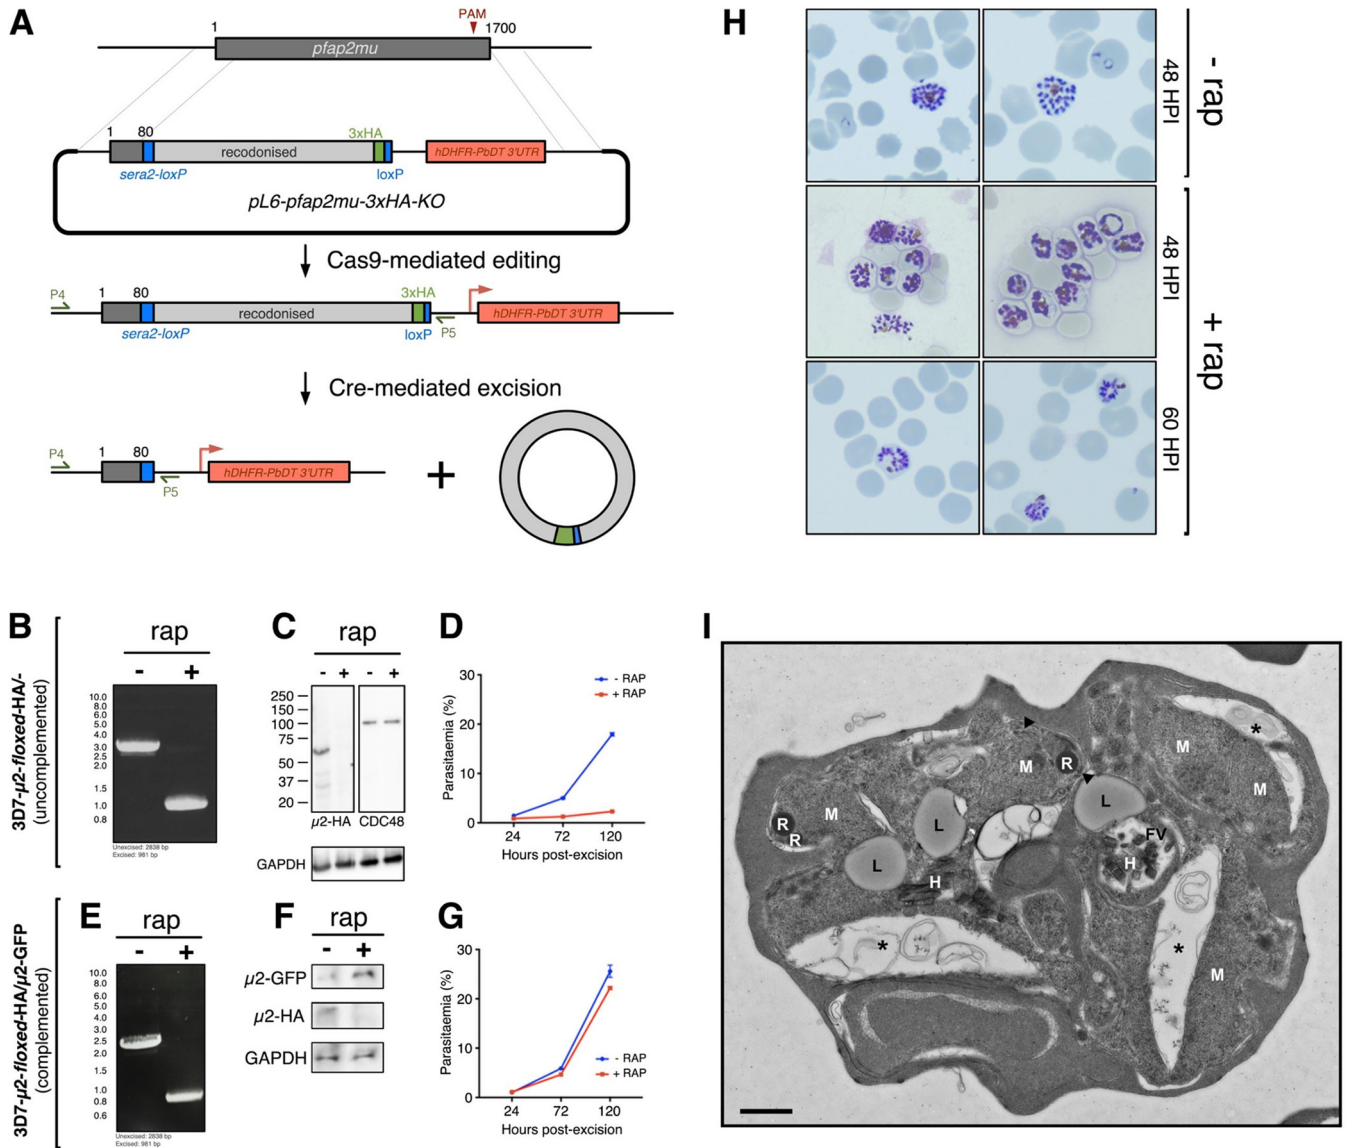 A
PAM
1
1700
pfap2mu
1
80
3xHA
recodonised
hDHFR-PbDT 3'UTR
sera2-loxP
loxP
pL6-pfap2mu-3xHA-KO
Cas9-mediated editing
P4
1
80
3xHA
recodonised
hDHFR-PbDT 3'UTR
sera2-loxP
loxP
P5
Cre-mediated excision
P4
1
80
hDHFR-PbDT 3'UTR
P5
+
H
48 HPI
- rap
48 HPI
+ rap
60 HPI
3D7-μ2-floxed-HA/-
(uncomplemented)
B
rap
- +
10.0
8.0
6.0
5.0
4.0
3.0
2.5
2.0
1.5
1.0
0.8
Unexcised: 2838 bp
Excised: 981 bp
C
rap
- + - +
250
150
100
75
50
37
20
μ2-HA CDC48
GAPDH
D
Parasitaemia (%)
30
20
10
0
- RAP
+ RAP
24 72 120
Hours post-excision
3D7-μ2-floxed-HA/μ2-GFP
(complemented)
E
rap
- +
10.0
8.0
6.0
5.0
4.0
3.0
2.5
2.0
1.5
1.0
0.8
0.6
Unexcised: 2838 bp
Excised: 981 bp
F
rap
- +
μ2-GFP
μ2-HA
GAPDH
G
Parasitaemia (%)
30
20
10
0
- RAP
+ RAP
24 72 120
Hours post-excision
I
*
M
M
R
M
L
M
R
R
L
FV
H
L
H
*
*
M